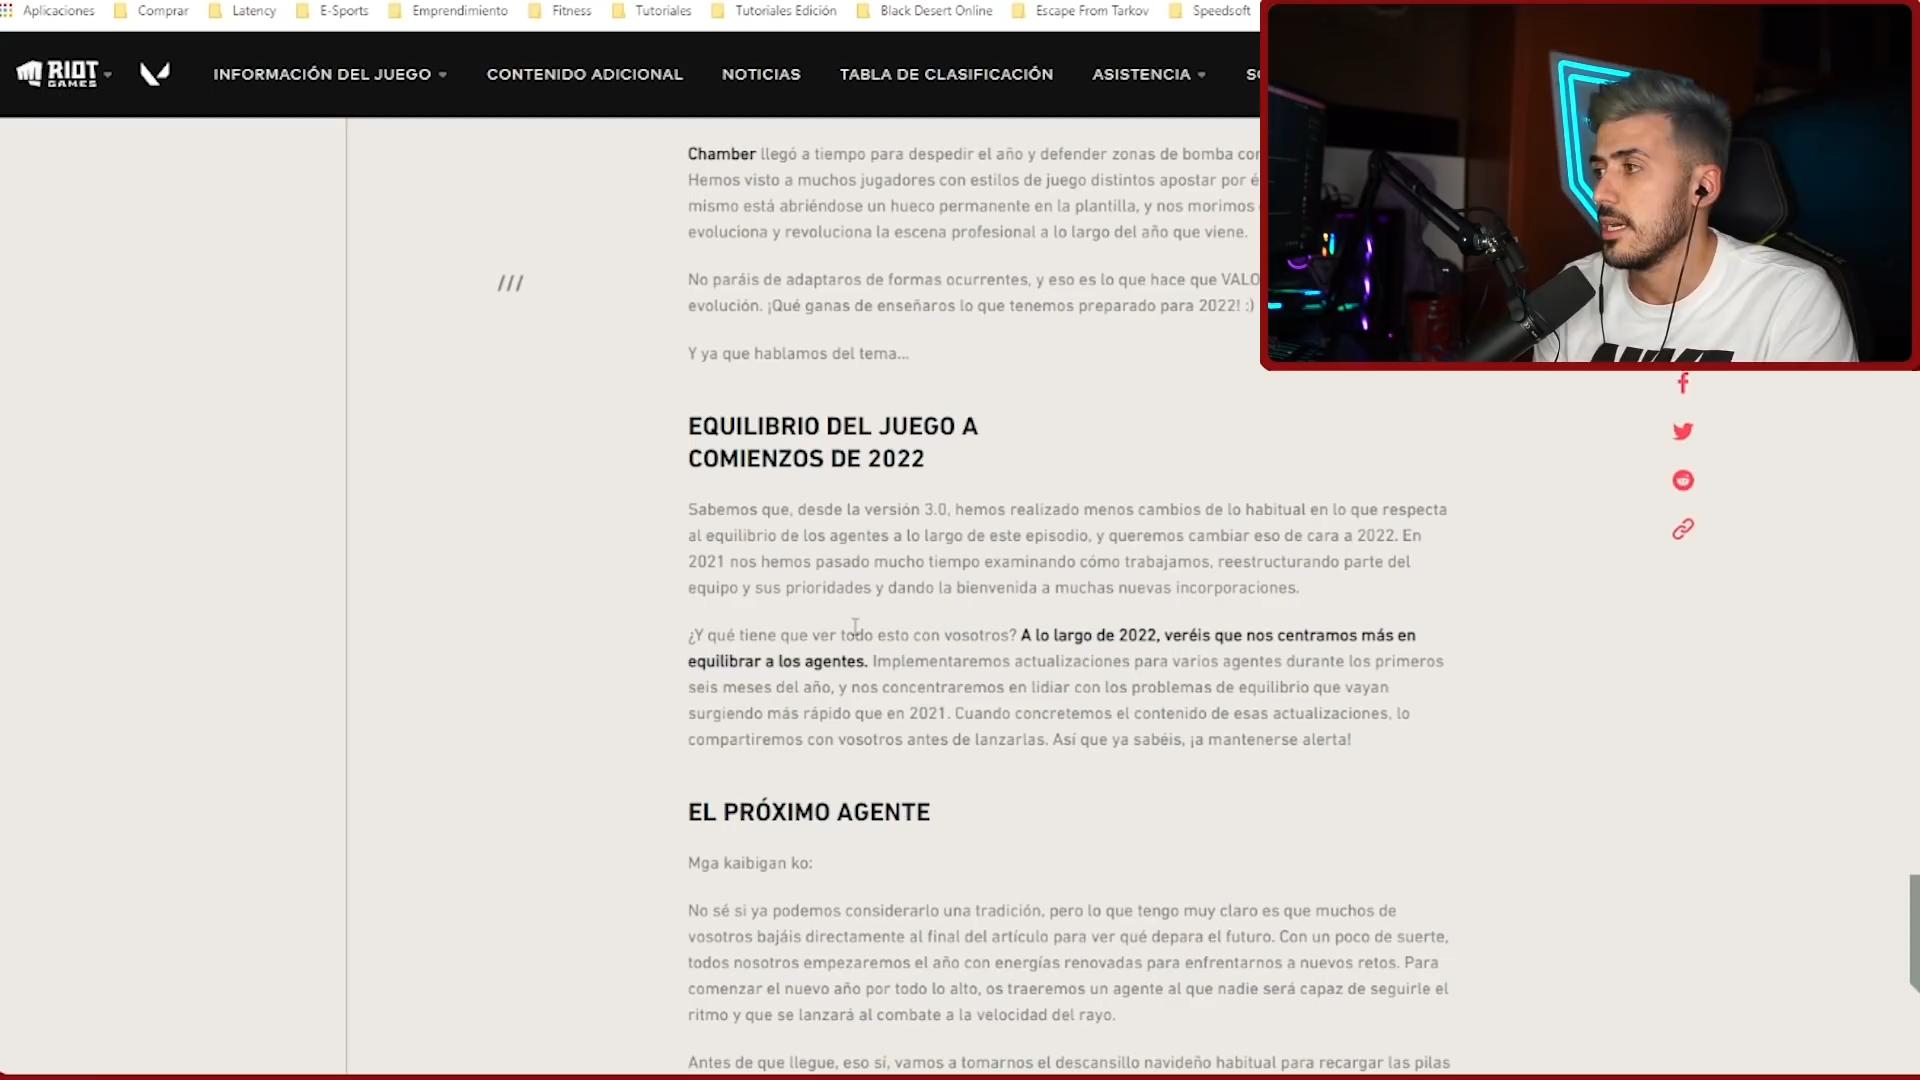 Aplicaciones Comprar Latency E-Sports Emprendimiento Fitness Tutoriales Tutoriales Edición Black Desert Online Escape From Tarkov Speedsoft
RIOT GAMES INFORMACIÓN DEL JUEGO CONTENIDO ADICIONAL NOTICIAS TABLA DE CLASIFICACIÓN ASISTENCIA
Chamber llegó a tiempo para despedir el año y defender zonas de bomba
Hemos visto a muchos jugadores con estilos de juego distintos apostar por
mismo está abriéndose un hueco permanente en la plantilla, y nos morimos
evoluciona y revoluciona la escena profesional a lo largo del año que viene.
///
No paráis de adaptaros de formas ocurrentes, y eso es lo que hace que VALO
evolución. ¡Qué ganas de enseñaros lo que tenemos preparado para 2022! :)
Y ya que hablamos del tema...
EQUILIBRIO DEL JUEGO A
COMIENZOS DE 2022
Sabemos que, desde la versión 3.0, hemos realizado menos cambios de lo habitual en lo que respecta
al equilibrio de los agentes a lo largo de este episodio, y queremos cambiar eso de cara a 2022. En
2021 nos hemos pasado mucho tiempo examinando cómo trabajamos, reestructurando parte del
equipo y sus prioridades y dando la bienvenida a muchas nuevas incorporaciones.
¿Y qué tiene que ver todo esto con vosotros? A lo largo de 2022, veréis que nos centramos más en
equilibrar a los agentes. Implementaremos actualizaciones para varios agentes durante los primeros
seis meses del año, y nos concentraremos en lidiar con los problemas de equilibrio que vayan
surgiendo más rápido que en 2021. Cuando concretemos el contenido de esas actualizaciones, lo
compartiremos con vosotros antes de lanzarlas. Así que ya sabéis, ¡a mantenerse alerta!
EL PRÓXIMO AGENTE
Mga kaibigan ko:
No sé si ya podemos considerarlo una tradición, pero lo que tengo muy claro es que muchos de
vosotros bajáis directamente al final del artículo para ver qué depara el futuro. Con un poco de suerte,
todos nosotros empezaremos el año con energías renovadas para enfrentarnos a nuevos retos. Para
comenzar el nuevo año por todo lo alto, os traeremos un agente al que nadie será capaz de seguirle el
ritmo y que se lanzará al combate a la velocidad del rayo.
Antes de que llegue, eso sí, vamos a tomarnos el descansillo navideño habitual para recargar las pilas